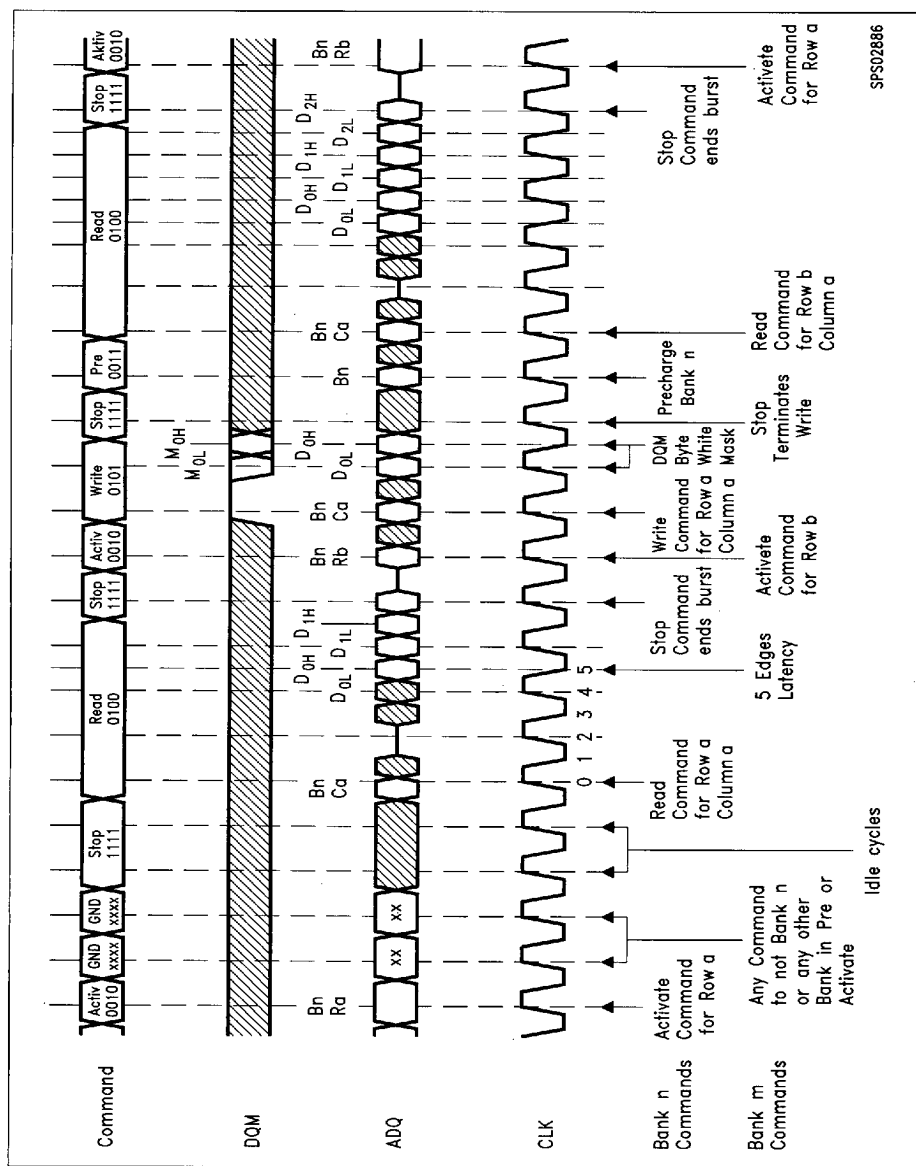 Command
Activ
0010
GND
xxxx
GND
xxxx
Stop
1111
Read
0100
Stop
1111
Activ
0010
Write
0101
Stop
1111
Pre
0011
Read
0100
Stop
1111
Aktiv
0010
DQM
M0L
M0H
Bn
Ra
Bn
Ca
D0L
D0H
D1L
D1H
Bn
Rb
Bn
Ca
D0L
D0H
Bn
Bn
Ca
D0L
D0H
D1L
D1H
D2L
D2H
Bn
Rb
ADQ
xx
xx
CLK
0 1 2 3 4 5
Bank n
Commands
Activate
Command
for Row a
Read
Command
for Row a
Column a
Stop
Command
ends burst
Write
Command
for Row a
Column a
DQM
Byte
White
Mask
Precharge
Bank n
Stop
Command
ends burst
Bank m
Commands
Any Command
to not Bank n
or any other
Bank in Pre or
Activate
Idle cycles
5 Edges
Latency
Activete
Command
for Row b
Stop
Terminates
Write
Read
Command
for Row b
Column a
Activete
Command
for Row a
SPS02886